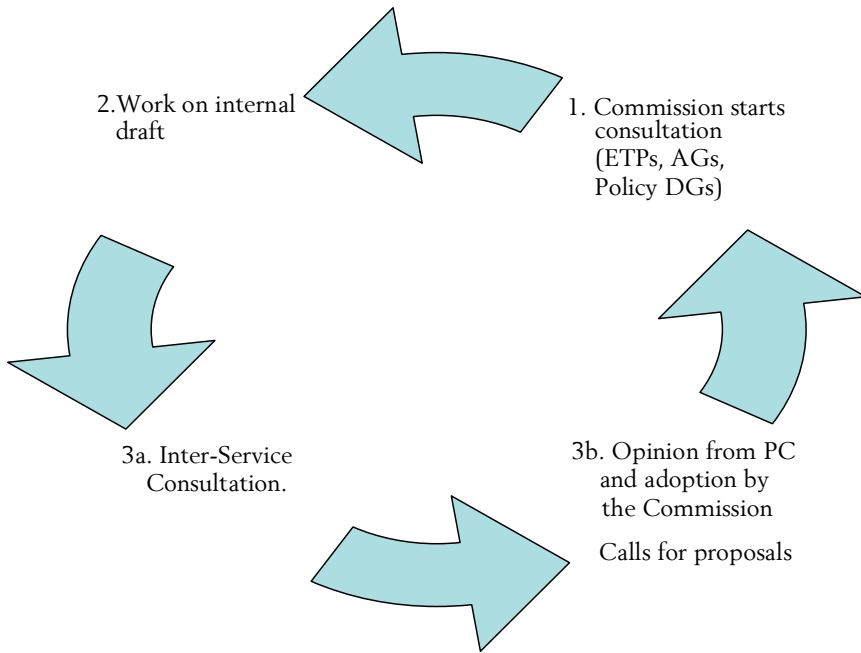 1. Commission starts
consultation
(ETPs, AGs,
Policy DGs)
2.Work on internal
draft
3a. Inter-Service
Consultation.
3b. Opinion from PC
and adoption by
the Commission
Calls for proposals